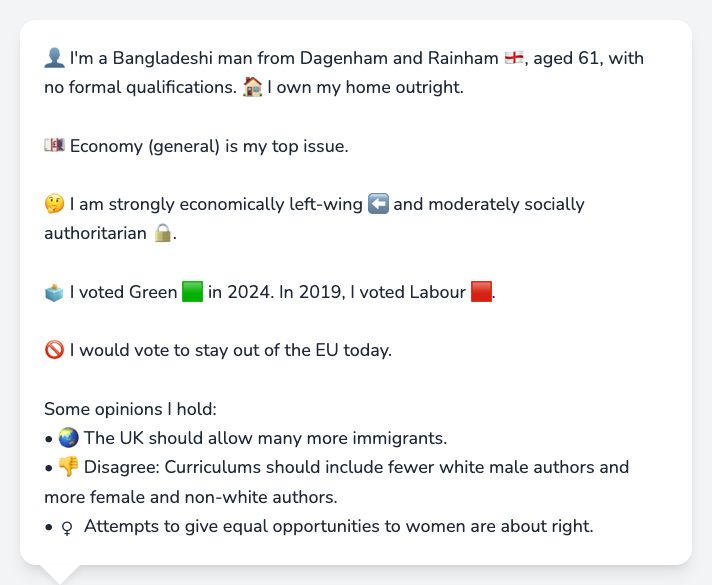 👤 I'm a Bangladeshi man from Dagenham and Rainham 🏴󠁧󠁢󠁥󠁮󠁧󠁿, aged 61, with
no formal qualifications. 🏠 I own my home outright.
💷 Economy (general) is my top issue.
🤔 I am strongly economically left-wing ⬅️ and moderately socially
authoritarian 🔒.
🗳️ I voted Green 🟩 in 2024. In 2019, I voted Labour 🟥.
🚫 I would vote to stay out of the EU today.
Some opinions I hold:
• 🌏 The UK should allow many more immigrants.
• 👎 Disagree: Curriculums should include fewer white male authors and
more female and non-white authors.
• ♀ Attempts to give equal opportunities to women are about right.